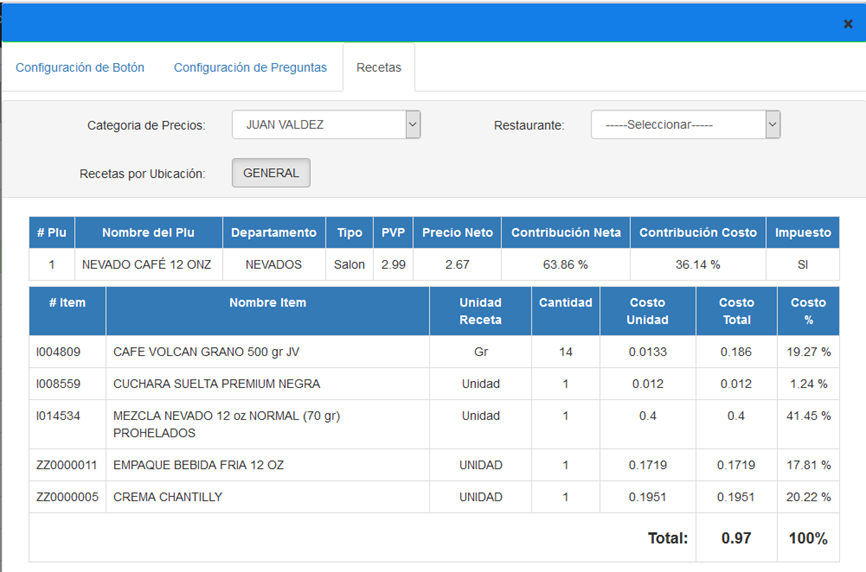 ×
Configuración de Botón Configuración de Preguntas Recetas
Categoria de Precios: JUAN VALDEZ Restaurante: -----Seleccionar-----
Recetas por Ubicación: GENERAL
# Plu Nombre del Plu Departamento Tipo PVP Precio Neto Contribución Neta Contribución Costo Impuesto
1 NEVADO CAFÉ 12 ONZ NEVADOS Salon 2.99 2.67 63.86 % 36.14 % SI
# Item Nombre Item Unidad Receta Cantidad Costo Unidad Costo Total Costo %
I004809 CAFE VOLCAN GRANO 500 gr JV Gr 14 0.0133 0.186 19.27 %
I008559 CUCHARA SUELTA PREMIUM NEGRA Unidad 1 0.012 0.012 1.24 %
I014534 MEZCLA NEVADO 12 oz NORMAL (70 gr) PROHELADOS Unidad 1 0.4 0.4 41.45 %
ZZ0000011 EMPAQUE BEBIDA FRIA 12 OZ UNIDAD 1 0.1719 0.1719 17.81 %
ZZ0000005 CREMA CHANTILLY UNIDAD 1 0.1951 0.1951 20.22 %
Total: 0.97 100%